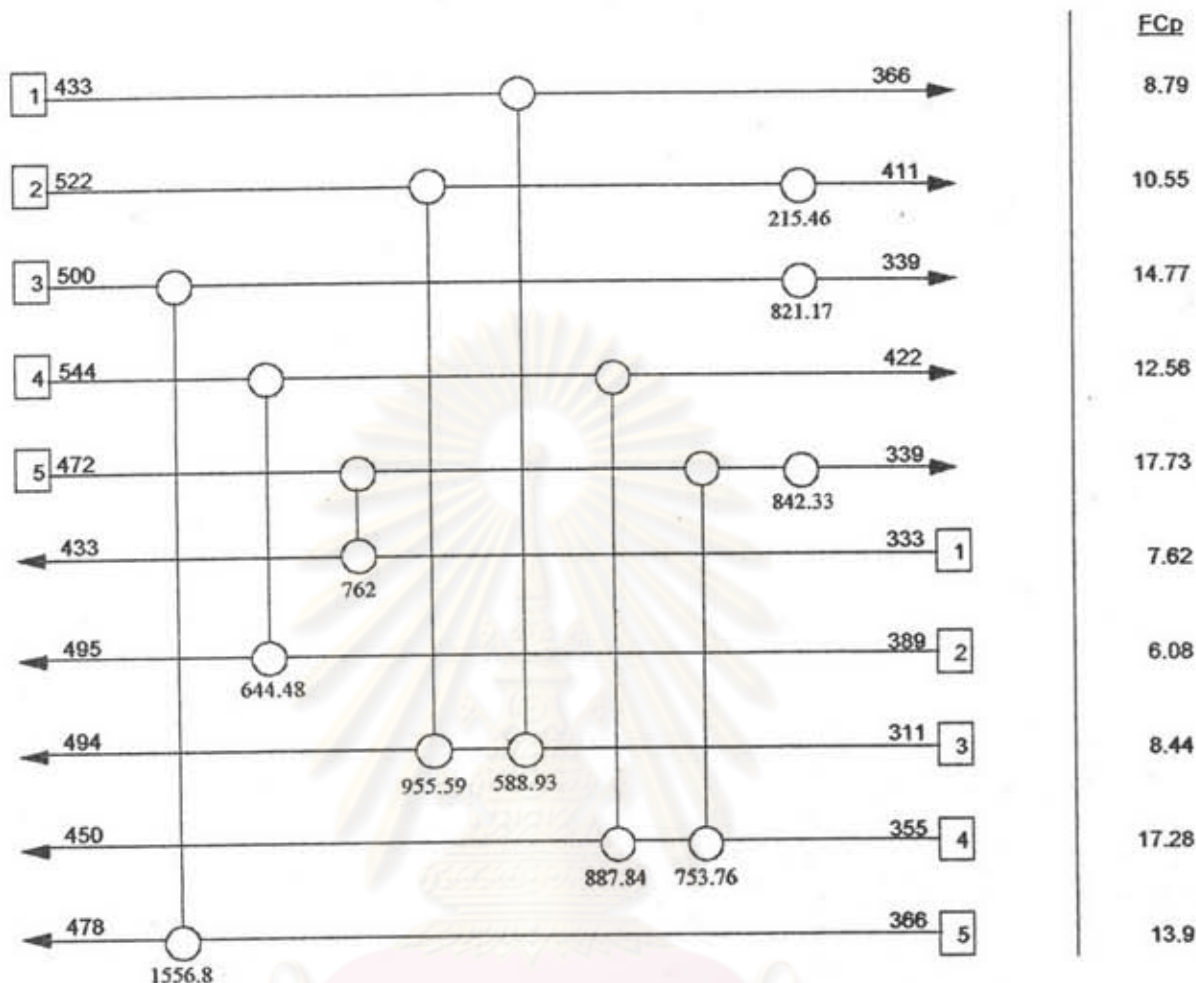 FCp
1 433 366 8.79
2 522 411 10.55
215.46
3 500 339 14.77
821.17
4 544 422 12.56
5 472 339 17.73
842.33
433 333 1 7.62
762
495 389 2 6.08
644.48
494 311 3 8.44
955.59 588.93
450 355 4 17.28
887.84 753.76
478 366 5 13.9
1556.8